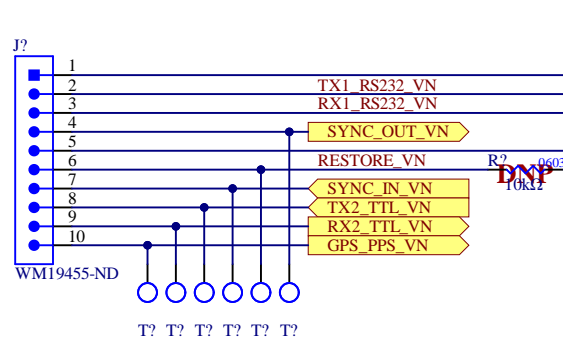 J?
1
2 TX1_RS232_VN
3 RX1_RS232_VN
4 SYNC_OUT_VN
5
6 RESTORE_VN R? DNP 0603
10kΩ
7 SYNC_IN_VN
8 TX2_TTL_VN
9 RX2_TTL_VN
10 GPS_PPS_VN
WM19455-ND
T? T? T? T? T? T?